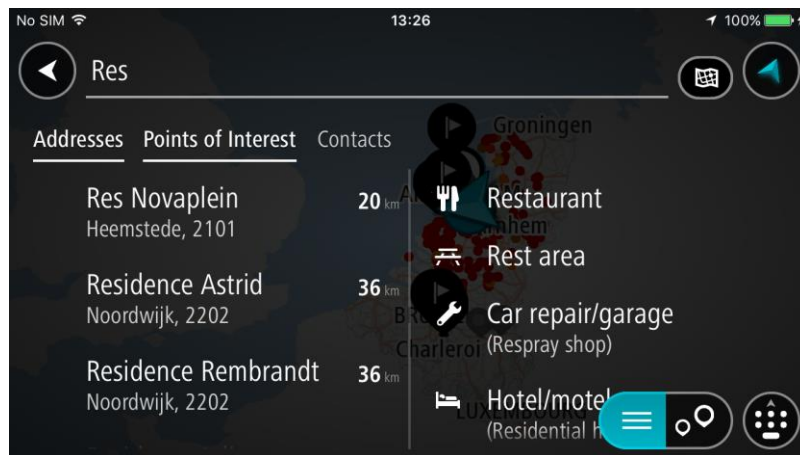 No SIM 13:26 100%
Res
Addresses Points of Interest Contacts
Groningen
Res Novaplein 20 km
Heemstede, 2101
Residence Astrid 36 km
Noordwijk, 2202
Residence Rembrandt 36 km
Noordwijk, 2202
Restaurant
Rest area
Car repair/garage
(Respray shop)
Charleroi
Hotel/motel
(Residential
LUXEMBOURG